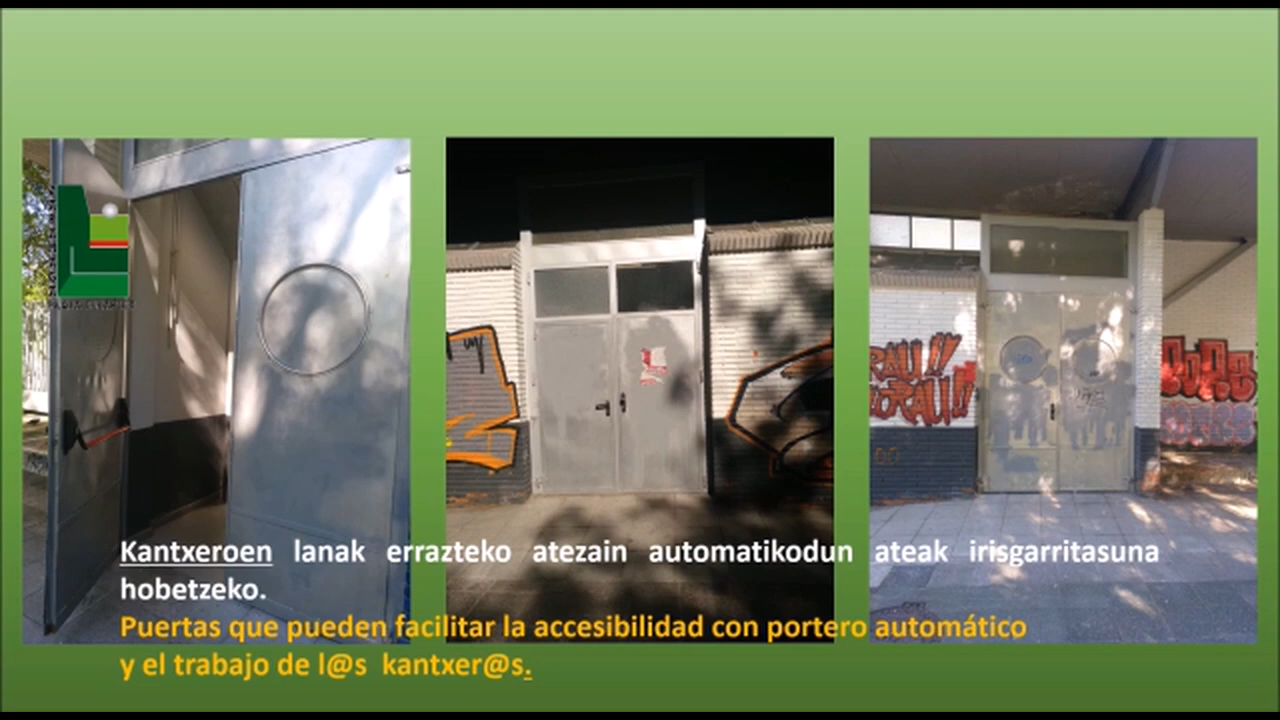 Kantxeroen lanak errazteko atezain automatikodun ateak irisgarritasuna
hobetzeko.
Puertas que pueden facilitar la accesibilidad con portero automático
y el trabajo de l@s kantxer@s.